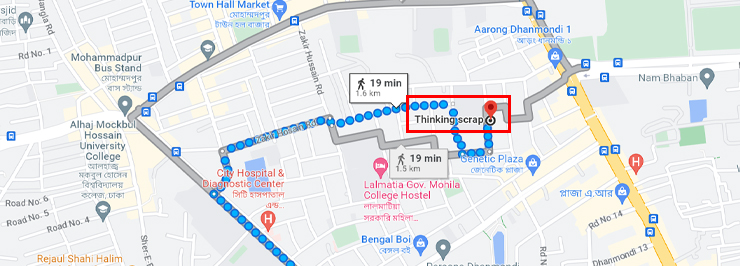 asjid
াড়ি
Rd No. 1
Town Hall Market
মোহাম্মদপুর
টাউন হল বাজার
Zakir Hussain Rd
Aarong Dhanmondi 1
আড়ং ধানমন্ডি ১
Mohammadpur
Bus Stand
মোহাম্মদপুর
বাস স্ট্যান্ড
19 min
1.6 km
Nam Bhaban
Thinking scrap
Alhaj Mockbul
Hossain
University
College
আলহাজ্ব
মকবুল হোসেন
বিশ্ববিদ্যালয়
কলেজ, ঢাকা
19 min
1.5 km
Genetic Plaza
জেনেটিক প্লাজা
City Hospital &
Diagnostic Center
সিটি হাসপাতাল
এন্ড...
Lalmatia Gov. Mohila
College Hostel
লালমাটিয়া
সরকারি মহিলা...
প্লাজা এ.আর
Road No. 6
Road No. 5
Road No. 4
Rd No 14
Bengal Boi
বেঙ্গল বই
Dhanmondi 13
Sher-E-
Rejaul Shahi Halim